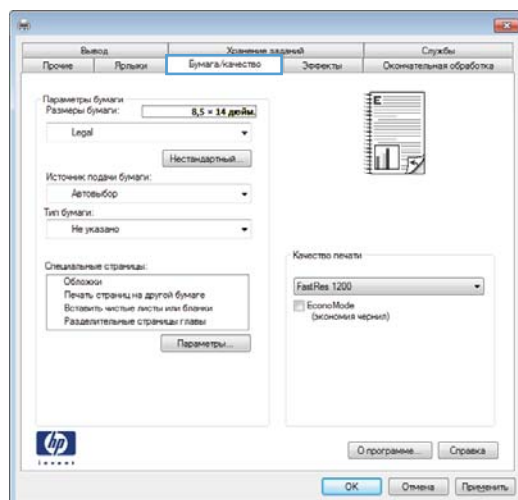 Вывод
Хранение заданий
Службы
Прочие
Ярлыки
Бумага/качество
Эффекты
Окончательная обработка
Параметры бумаги
Размеры бумаги:
8,5 × 14 дюйм.
Legal
Нестандартный...
Источник подачи бумаги:
Автовыбор
Тип бумаги:
Не указано
Специальные страницы:
Обложки
Печать страниц на другой бумаге
Вставить чистые листы или бланки
Разделительные страницы главы
Параметры...
E
Качество печати
FastRes 1200
EconoMode
(экономия чернил)
hp
invent
О программе...
Справка
OK
Отмена
Применить